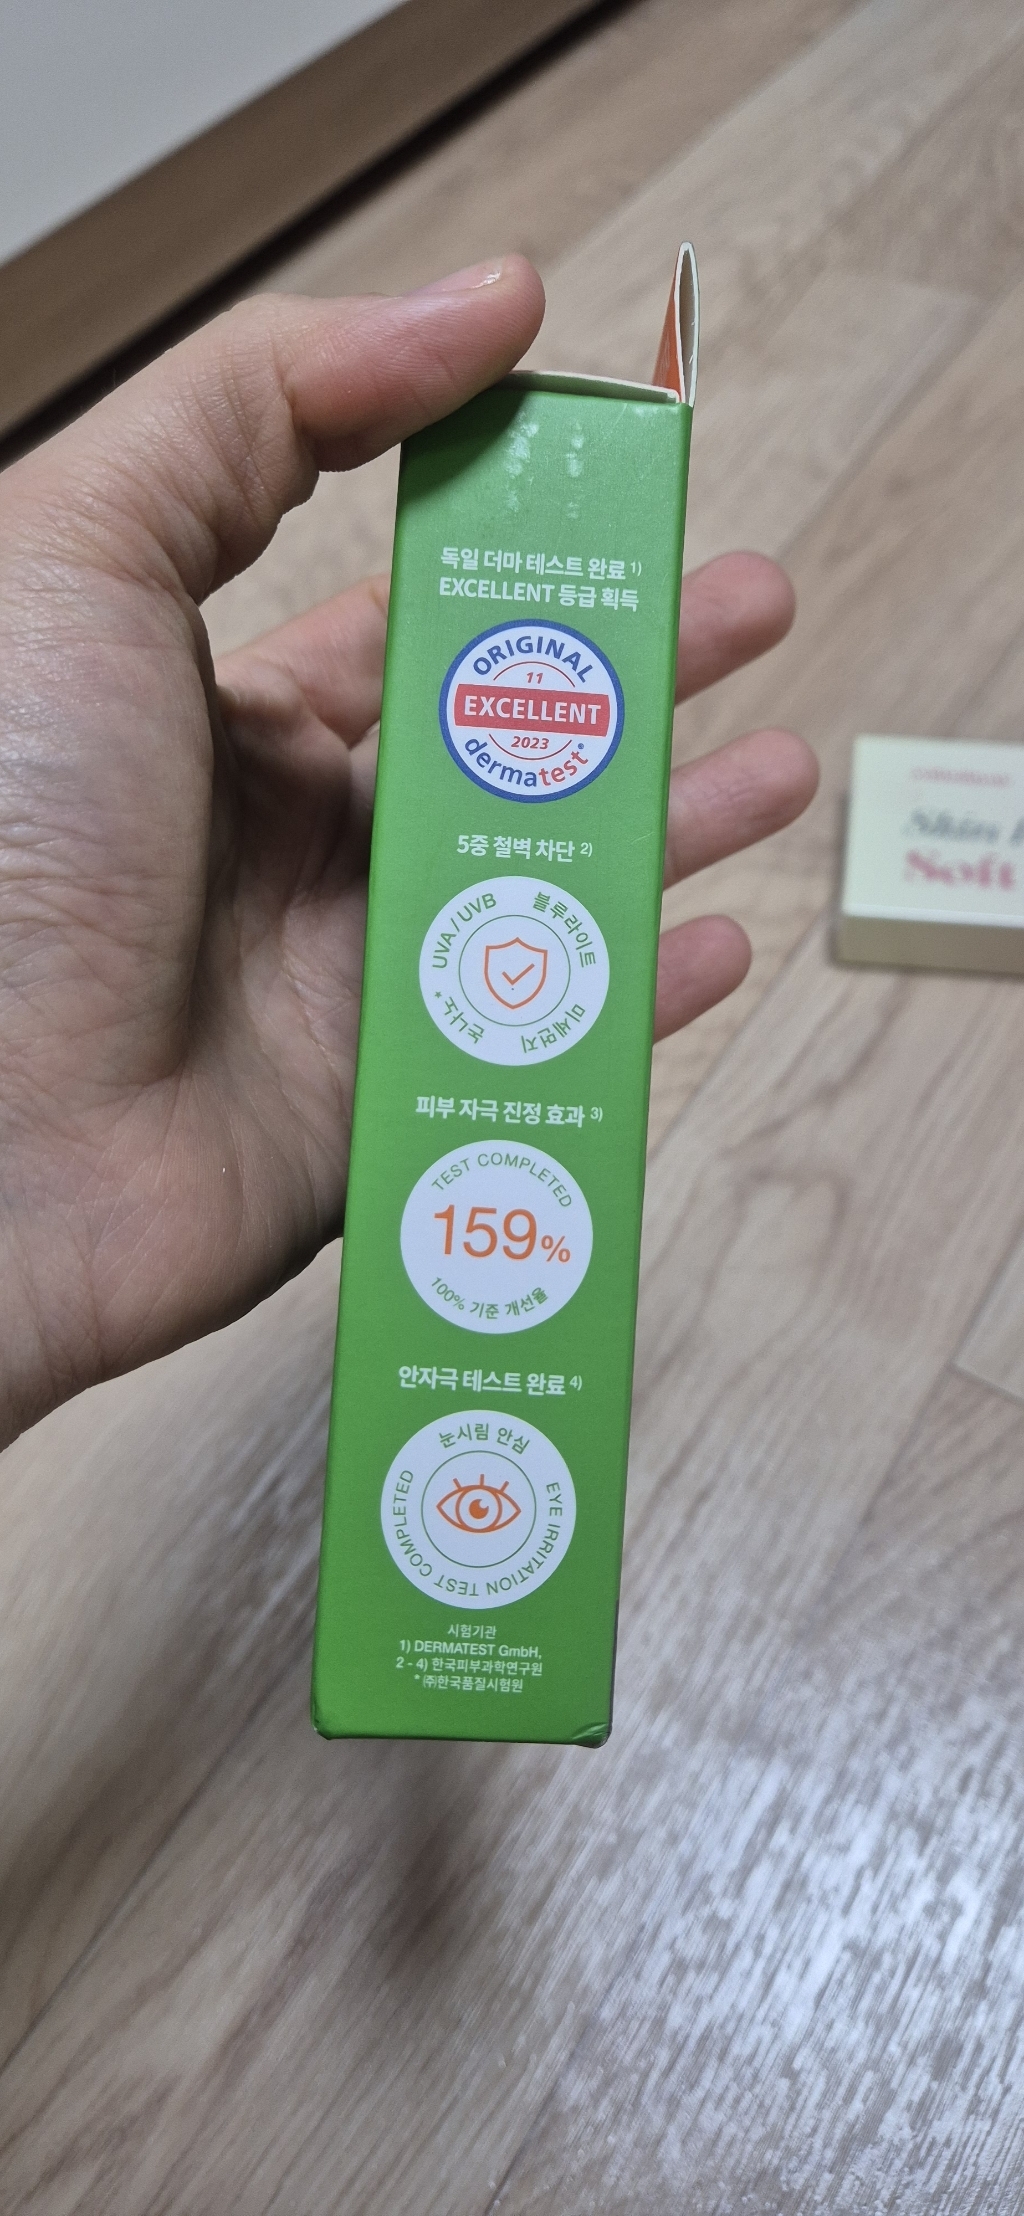 독일 더마 테스트 완료 1)
EXCELLENT 등급 획득
ORIGINAL
11
EXCELLENT
2023
dermatest®
5중 철벽 차단 2)
UVA / UVB
블루라이트
미세먼지
논나노*
피부 자극 진정 효과 3)
TEST COMPLETED
159%
100% 기준 개선율
안자극 테스트 완료 4)
눈시림 안심
EYE IRRITATION TEST COMPLETED
시험기관
1) DERMATEST GmbH,
2 - 4) 한국피부과학연구원
* ㈜한국품질시험원
Skin
Soft